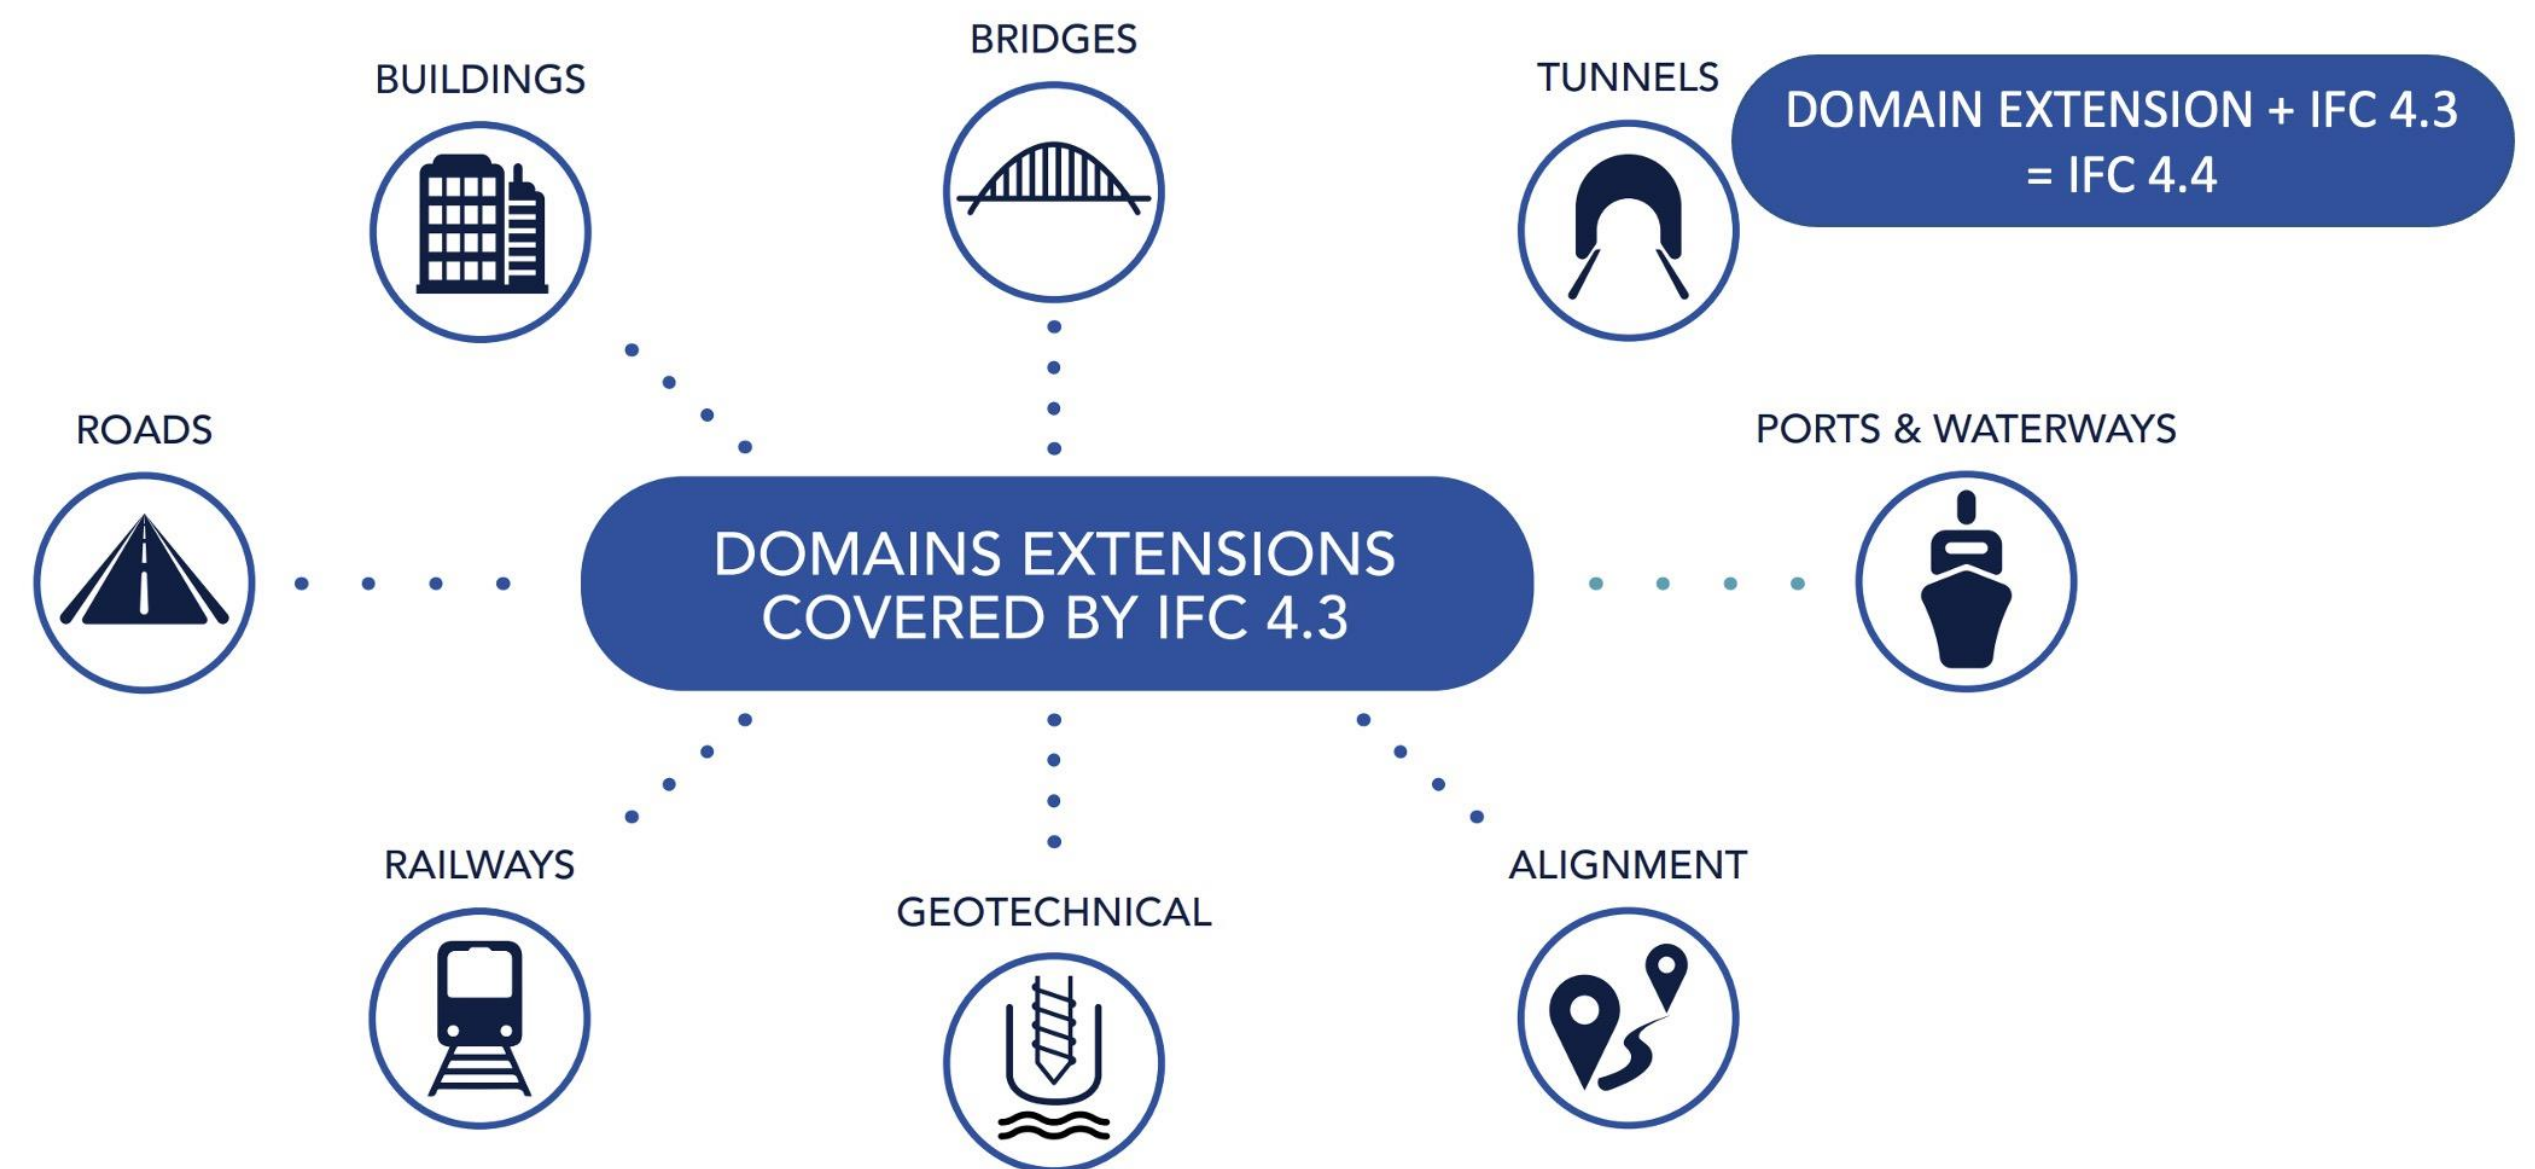 BRIDGES
BUILDINGS
TUNNELS
DOMAIN EXTENSION + IFC 4.3
= IFC 4.4
ROADS
PORTS & WATERWAYS
DOMAINS EXTENSIONS
COVERED BY IFC 4.3
RAILWAYS
GEOTECHNICAL
ALIGNMENT